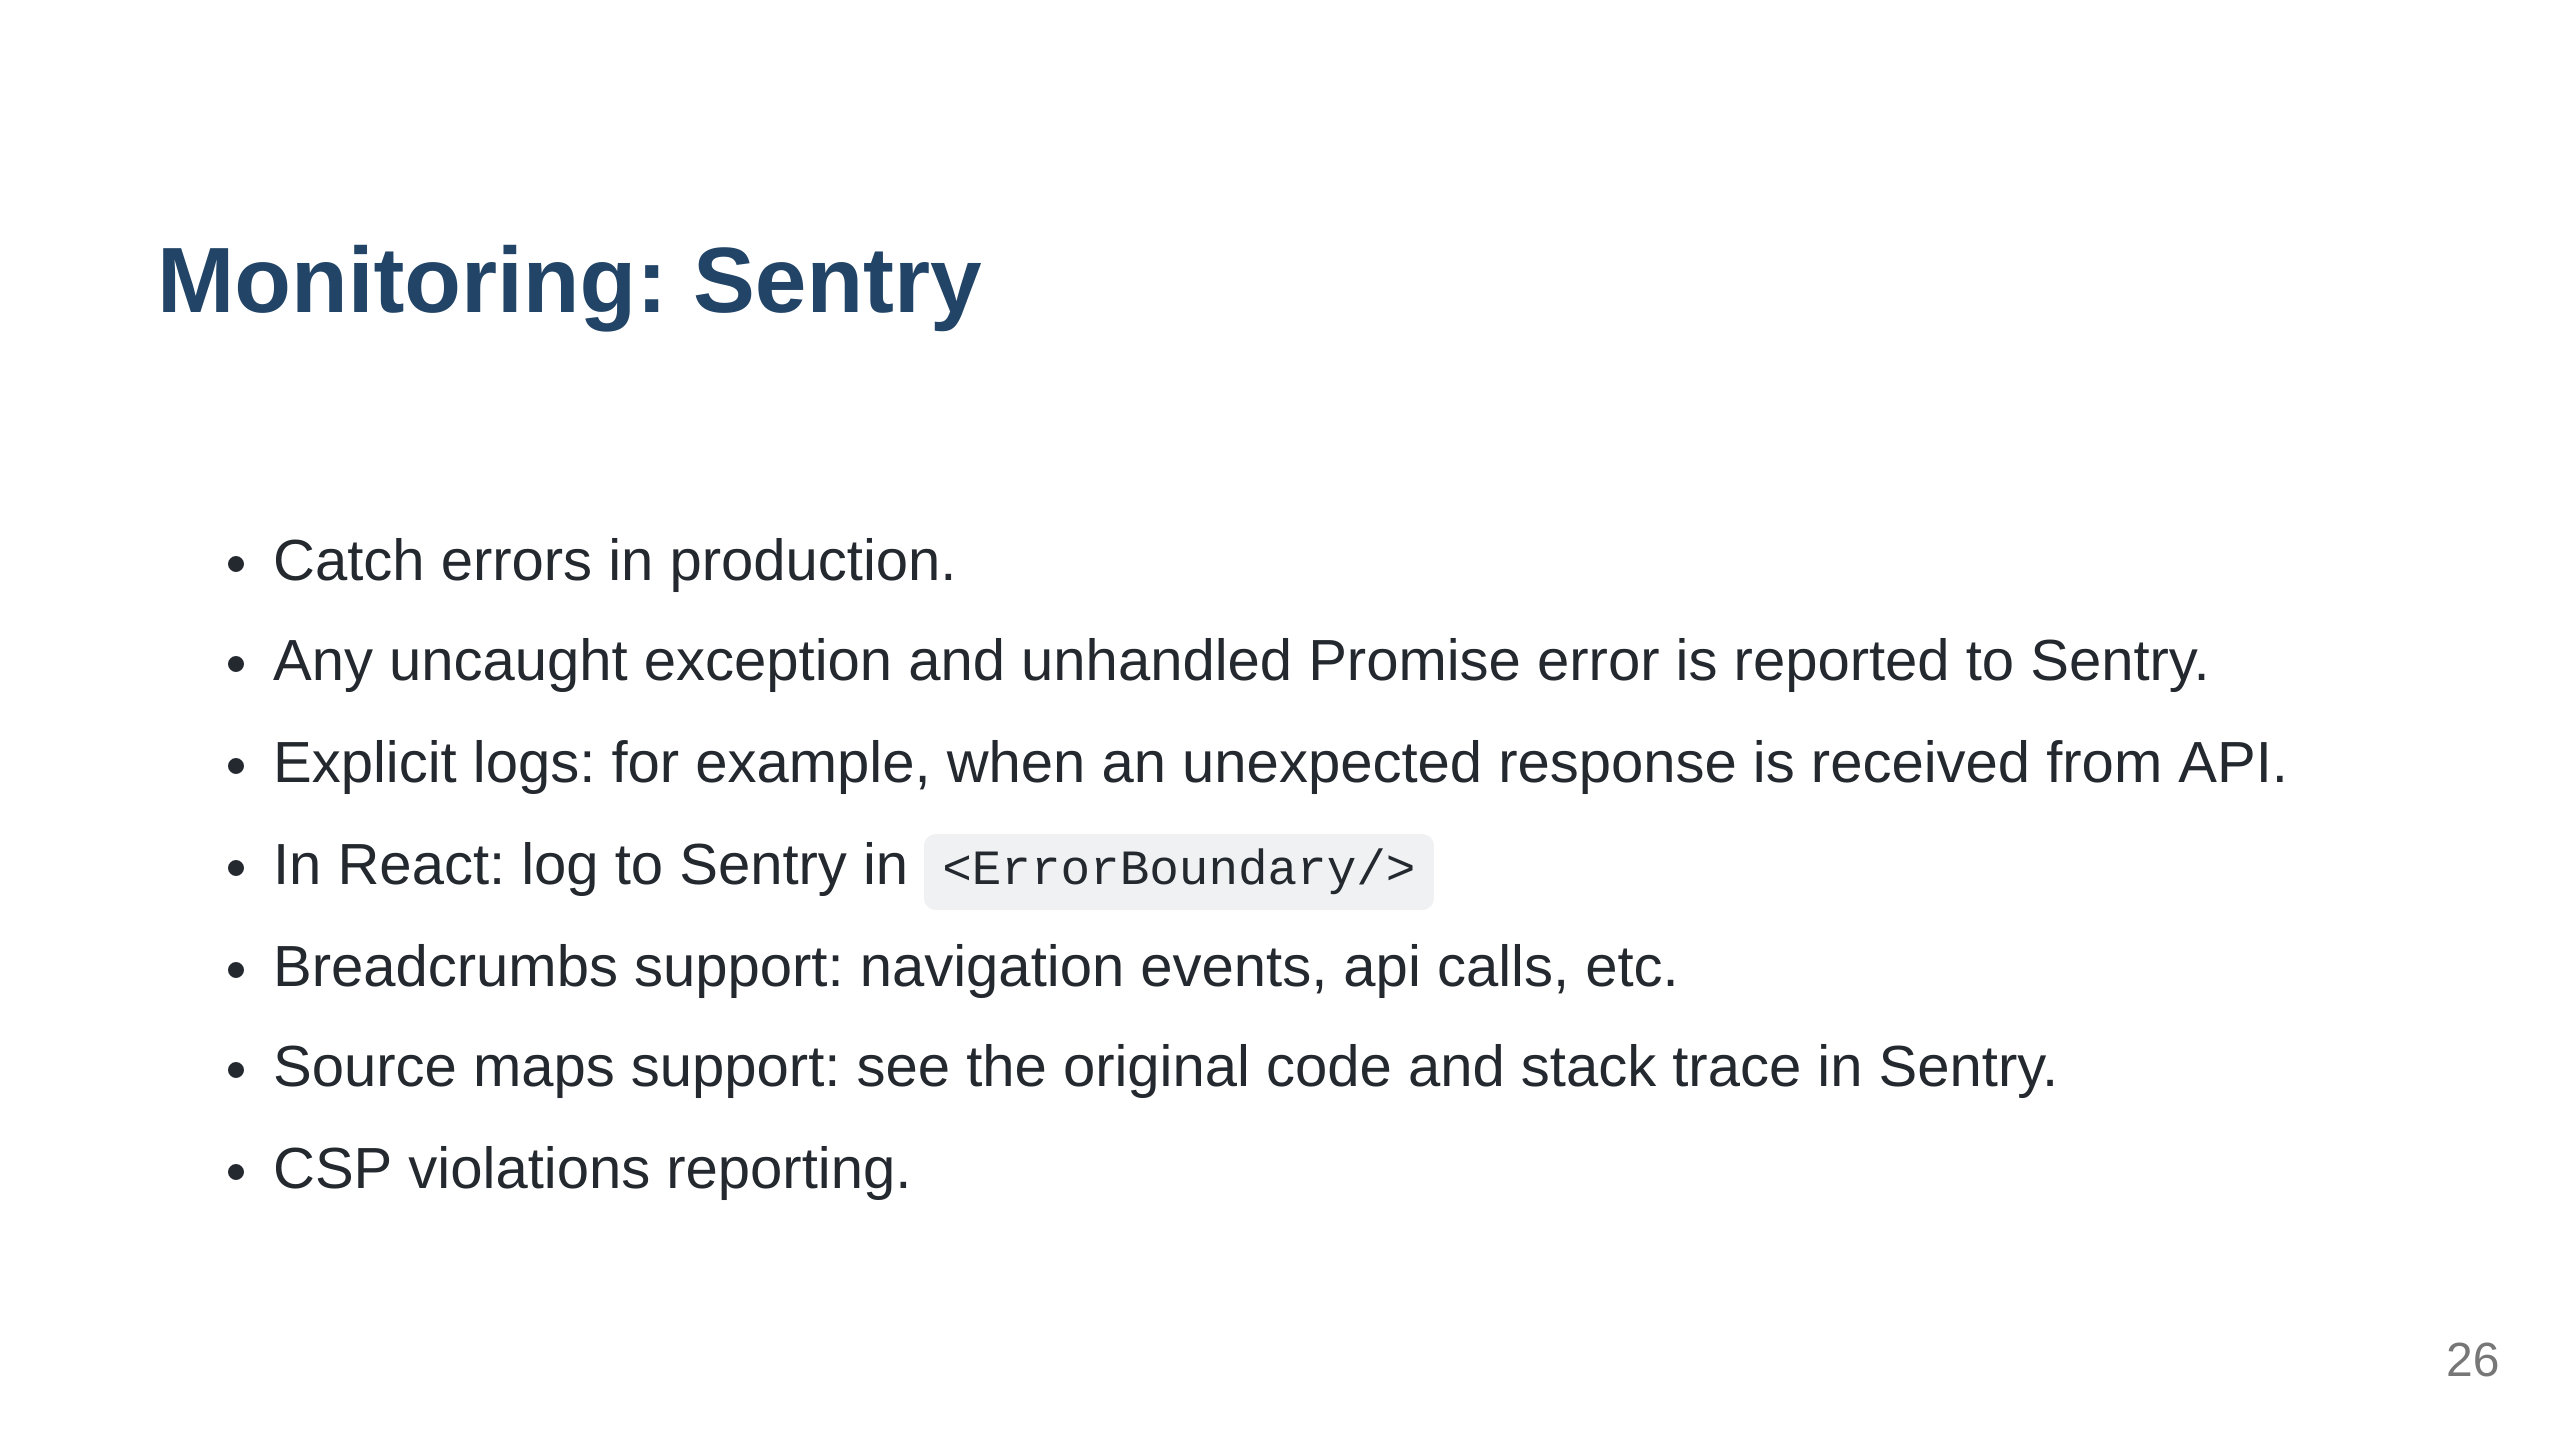 Monitoring: Sentry
• Catch errors in production.
• Any uncaught exception and unhandled Promise error is reported to Sentry.
• Explicit logs: for example, when an unexpected response is received from API.
• In React: log to Sentry in <ErrorBoundary/>
• Breadcrumbs support: navigation events, api calls, etc.
• Source maps support: see the original code and stack trace in Sentry.
• CSP violations reporting.
26